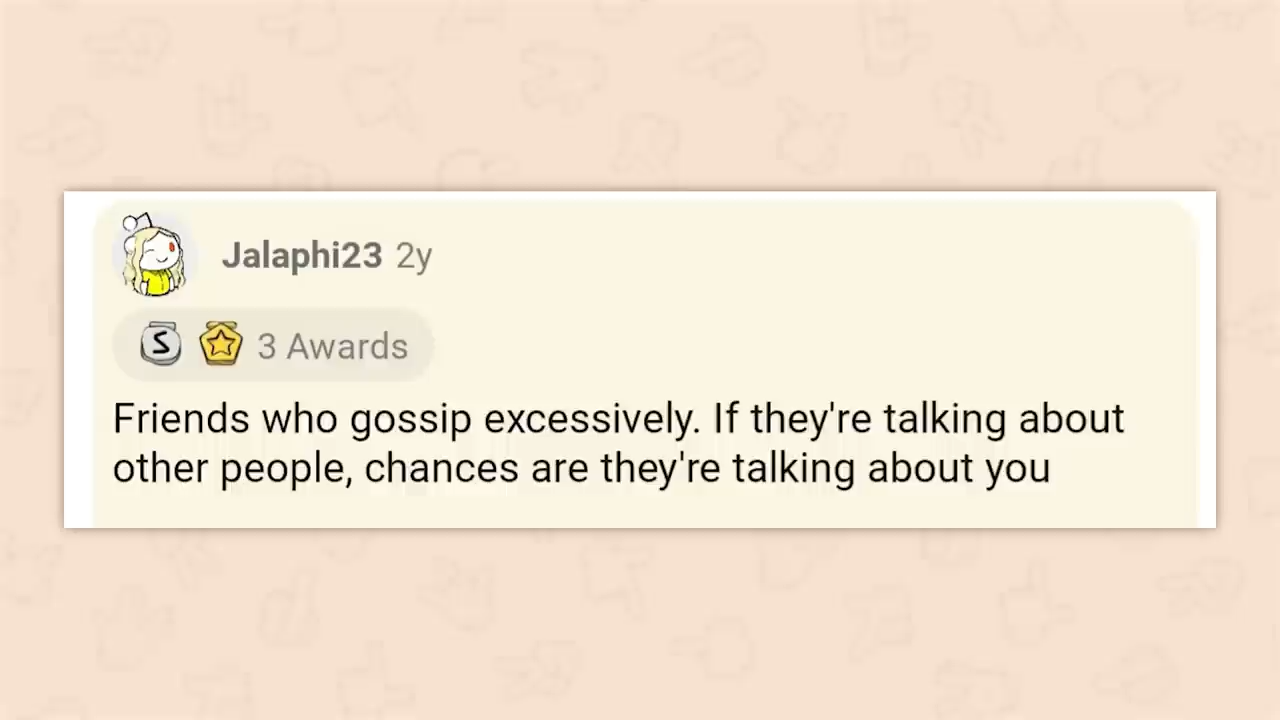 Jalaphi23 2y
S 3 Awards
Friends who gossip excessively. If they're talking about
other people, chances are they're talking about you